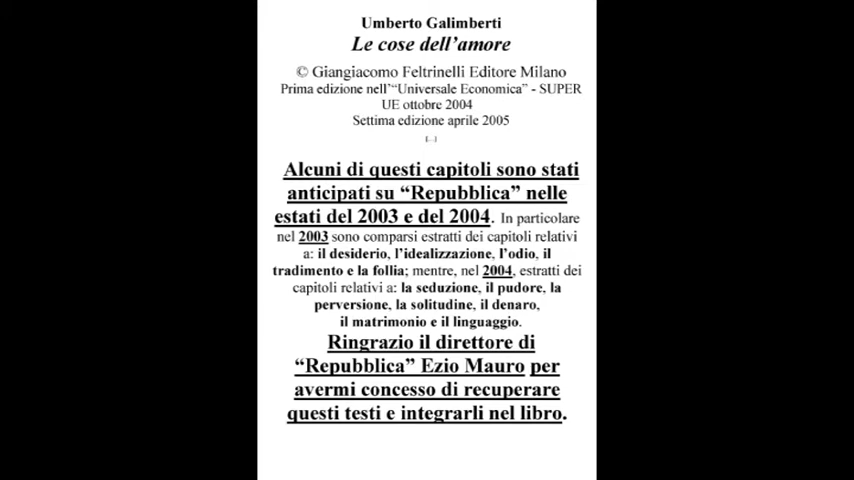 Umberto Galimberti
Le cose dell’amore
© Giangiacomo Feltrinelli Editore Milano
Prima edizione nell’“Universale Economica” - SUPER
UE ottobre 2004
Settima edizione aprile 2005
[...]
Alcuni di questi capitoli sono stati
anticipati su “Repubblica” nelle
estati del 2003 e del 2004. In particolare
nel 2003 sono comparsi estratti dei capitoli relativi
a: il desiderio, l’idealizzazione, l’odio, il
tradimento e la follia; mentre, nel 2004, estratti dei
capitoli relativi a: la seduzione, il pudore, la
perversione, la solitudine, il denaro,
il matrimonio e il linguaggio.
Ringrazio il direttore di
“Repubblica” Ezio Mauro per
avermi concesso di recuperare
questi testi e integrarli nel libro.